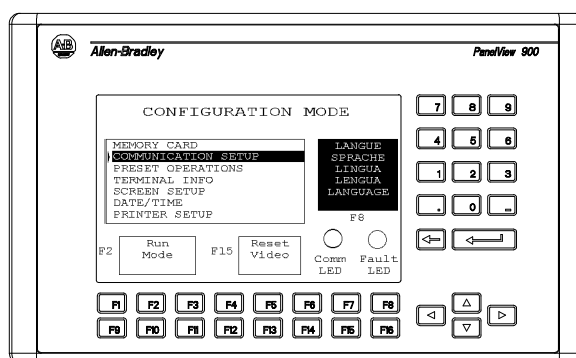 AB
Allen-Bradley
PanelView 900
CONFIGURATION MODE
MEMORY CARD
COMMUNICATION SETUP
PRESET OPERATIONS
TERMINAL INFO
SCREEN SETUP
DATE/TIME
PRINTER SETUP
LANGUE
SPRACHE
LINGUA
LENGUA
LANGUAGE
F8
F2
Run
Mode
F15
Reset
Video
Comm
LED
Fault
LED
7 8 9
4 5 6
1 2 3
. 0 –
F1 F2 F3 F4 F5 F6 F7 F8
F9 F10 F11 F12 F13 F14 F15 F16